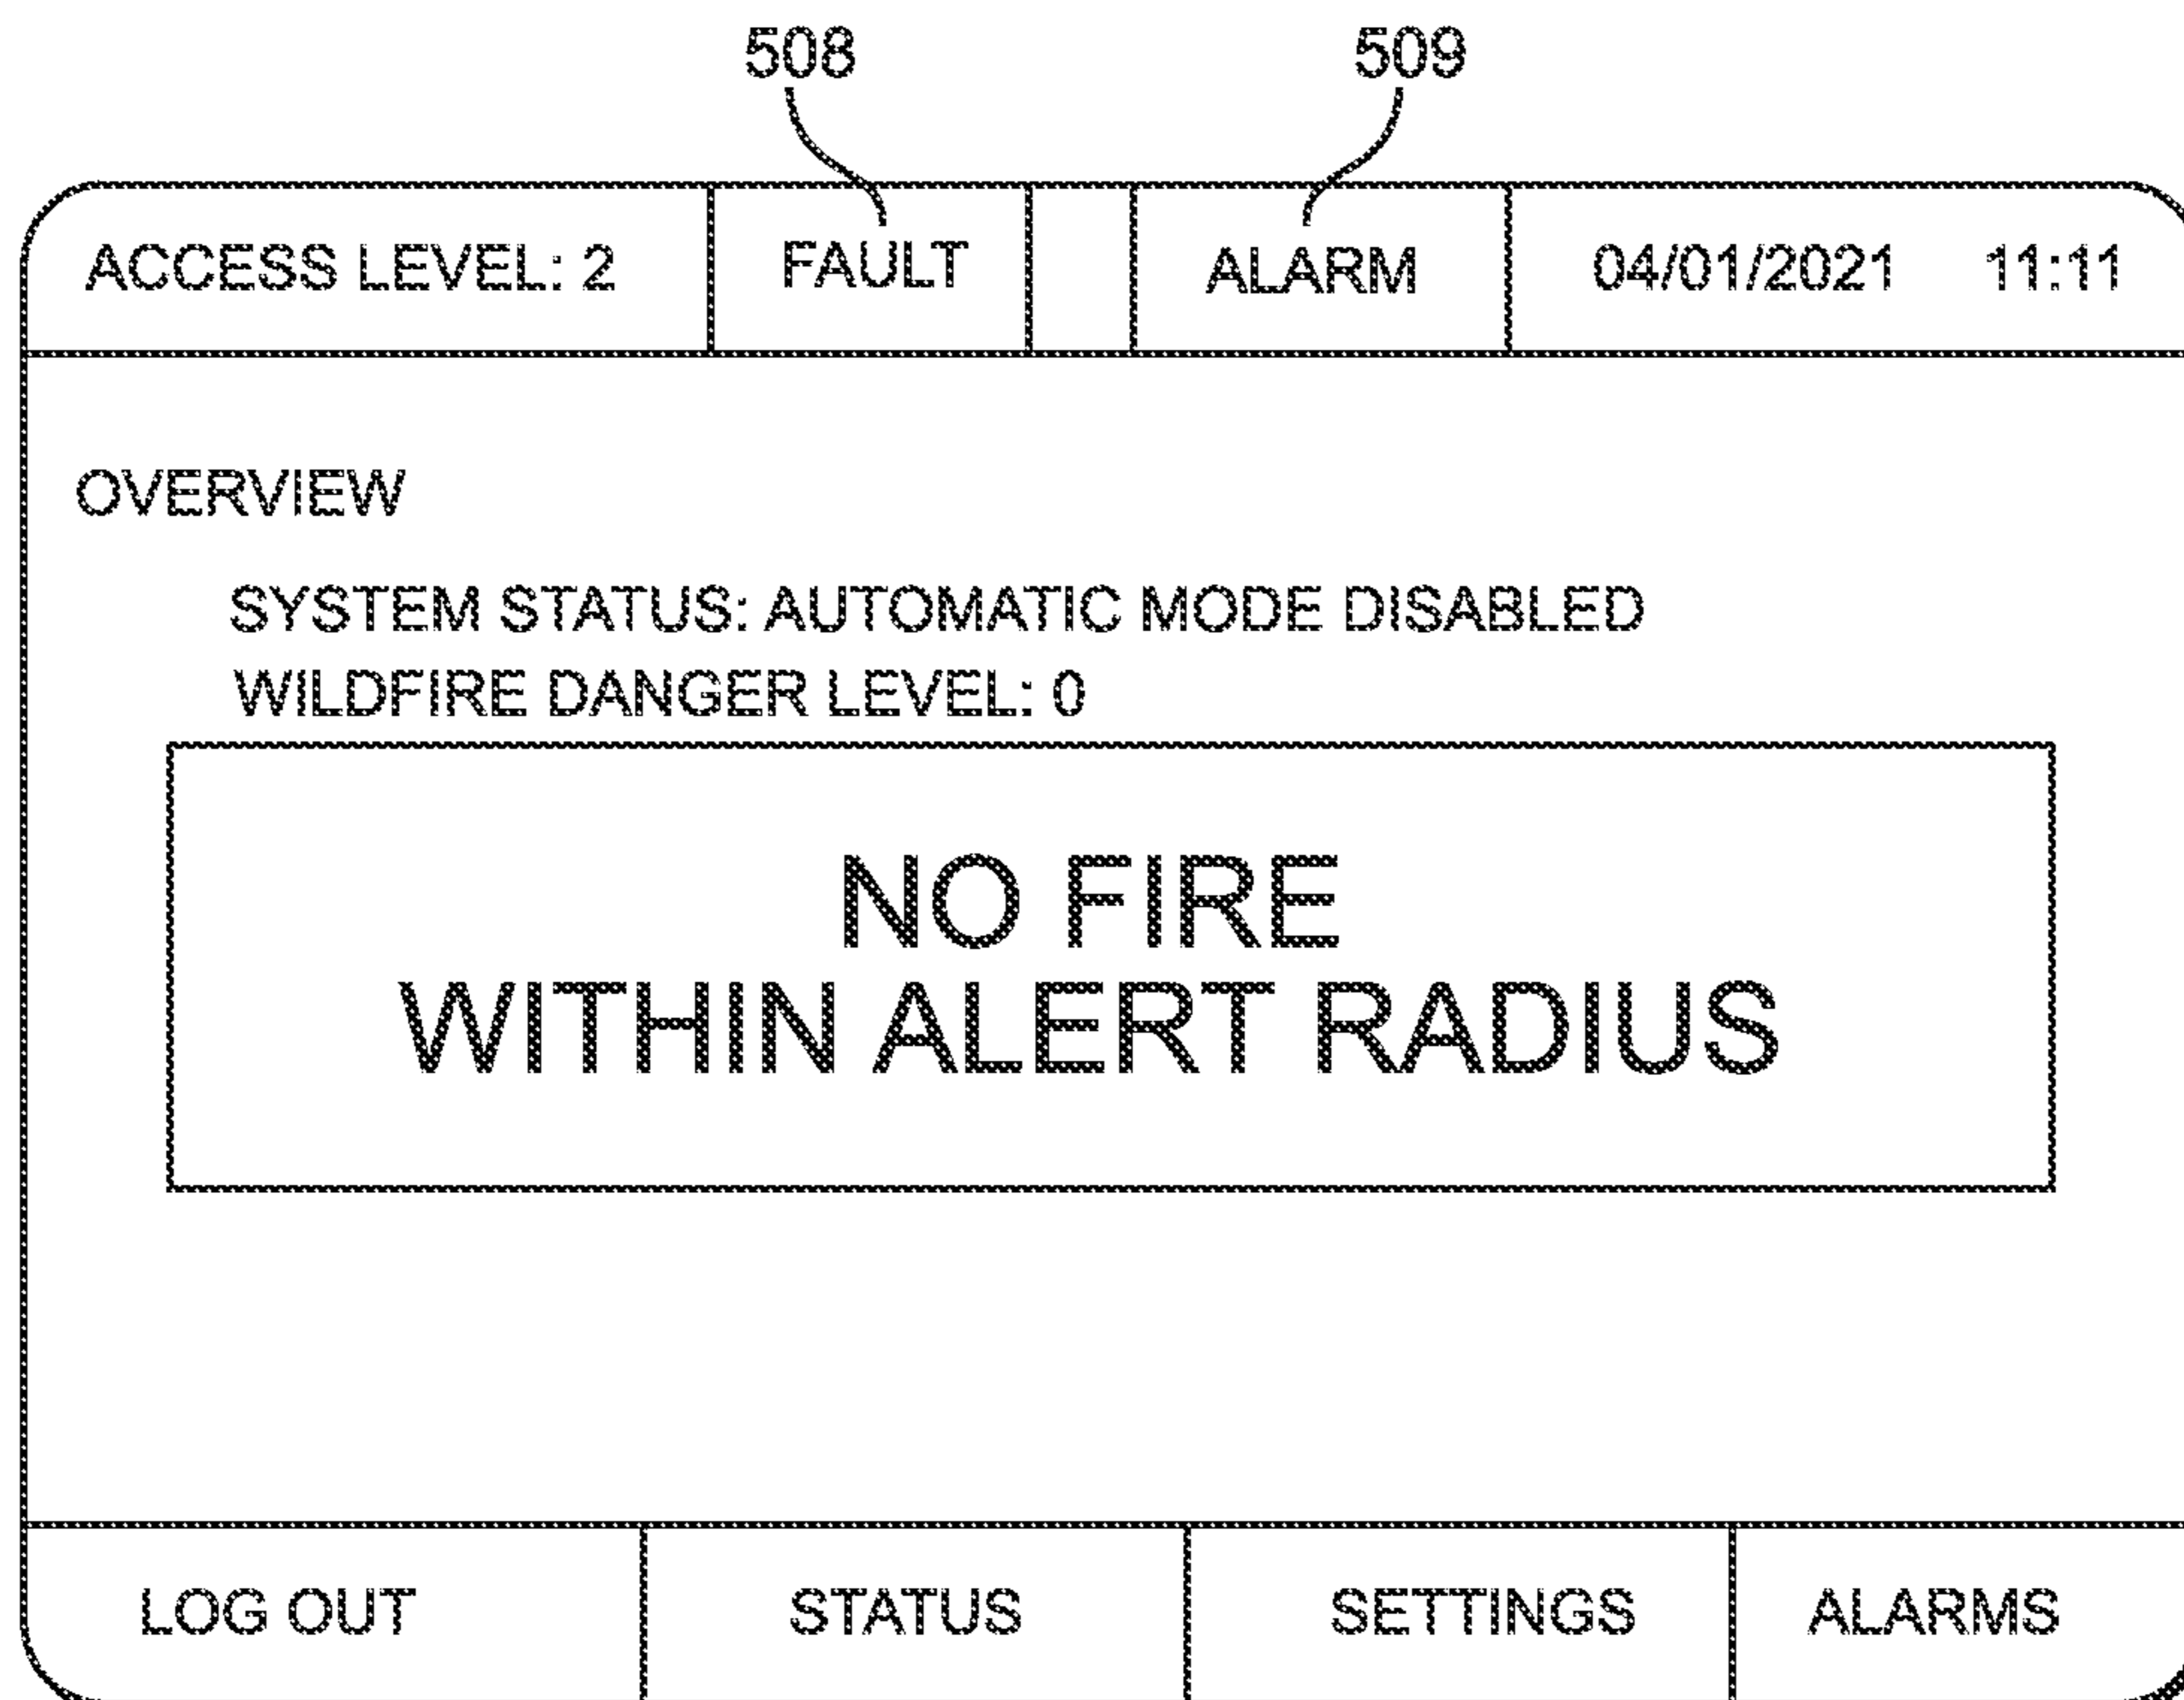 508 509
ACCESS LEVEL: 2 FAULT ALARM 04/01/2021 11:11
OVERVIEW
SYSTEM STATUS: AUTOMATIC MODE DISABLED
WILDFIRE DANGER LEVEL: 0
NO FIRE
WITHIN ALERT RADIUS
LOG OUT STATUS SETTINGS ALARMS